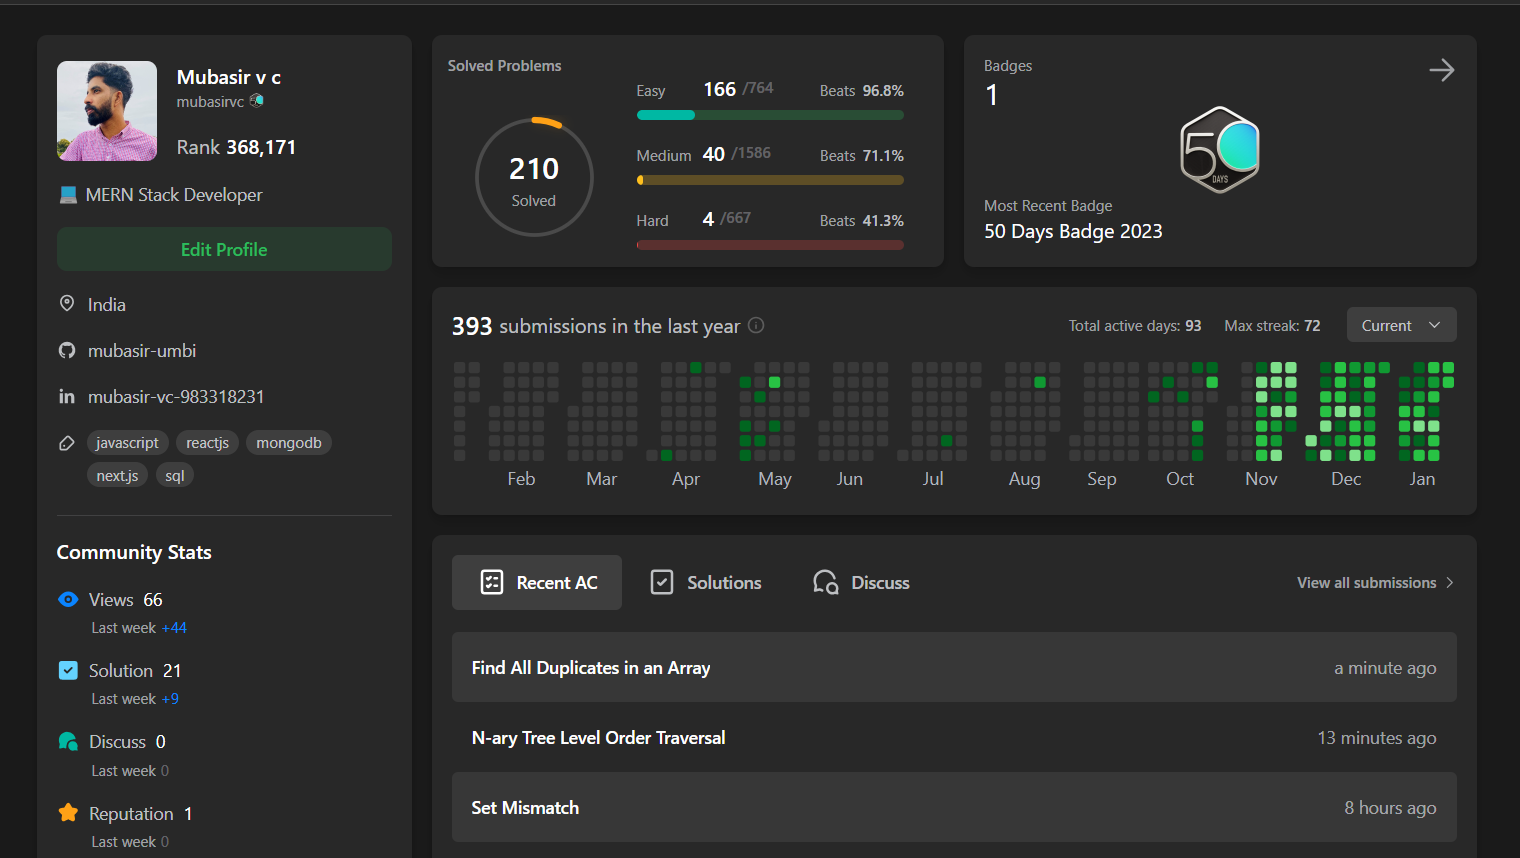 Mubasir v c
mubasirvc
Rank 368,171
MERN Stack Developer
Edit Profile
India
mubasir-umbi
mubasir-vc-983318231
javascript reactjs mongodb
next.js sql
Community Stats
Views 66
Last week +44
Solution 21
Last week +9
Discuss 0
Last week 0
Reputation 1
Last week 0
Solved Problems
210
Solved
Easy 166 /764 Beats 96.8%
Medium 40 /1586 Beats 71.1%
Hard 4 /667 Beats 41.3%
Badges
1
50
DAYS
Most Recent Badge
50 Days Badge 2023
393 submissions in the last year
Total active days: 93 Max streak: 72 Current
Feb Mar Apr May Jun Jul Aug Sep Oct Nov Dec Jan
Recent AC Solutions Discuss View all submissions
Find All Duplicates in an Array a minute ago
N-ary Tree Level Order Traversal 13 minutes ago
Set Mismatch 8 hours ago